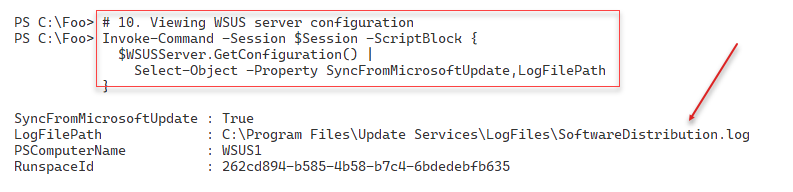 PS C:\Foo> # 10. Viewing WSUS server configuration
PS C:\Foo> Invoke-Command -Session $Session -ScriptBlock {
$WSUSServer.GetConfiguration() |
Select-Object -Property SyncFromMicrosoftUpdate,LogFilePath
}
SyncFromMicrosoftUpdate : True
LogFilePath : C:\Program Files\Update Services\LogFiles\SoftwareDistribution.log
PSComputerName : WSUS1
RunspaceId : 262cd894-b585-4b58-b7c4-6bdedebfb635